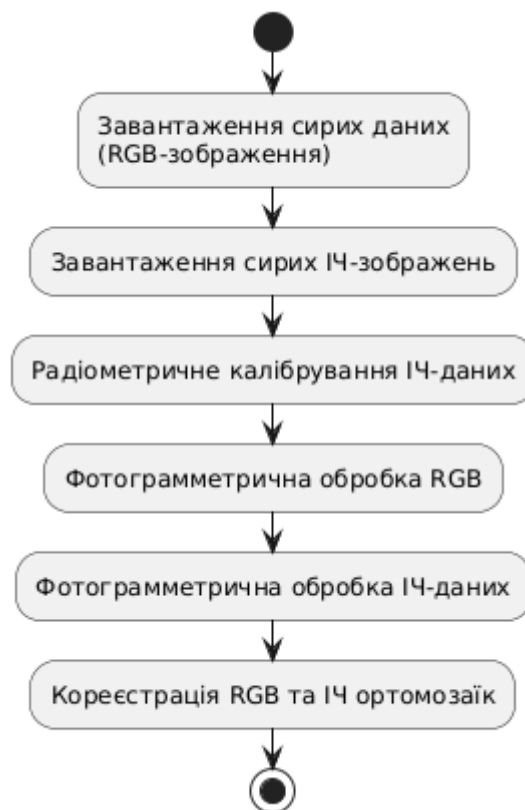 Завантаження сирих даних
(RGB-зображення)
Завантаження сирих ІЧ-зображень
Радіометричне калібрування ІЧ-даних
Фотограмметрична обробка RGB
Фотограмметрична обробка ІЧ-даних
Кореєстрація RGB та ІЧ ортомозаїк